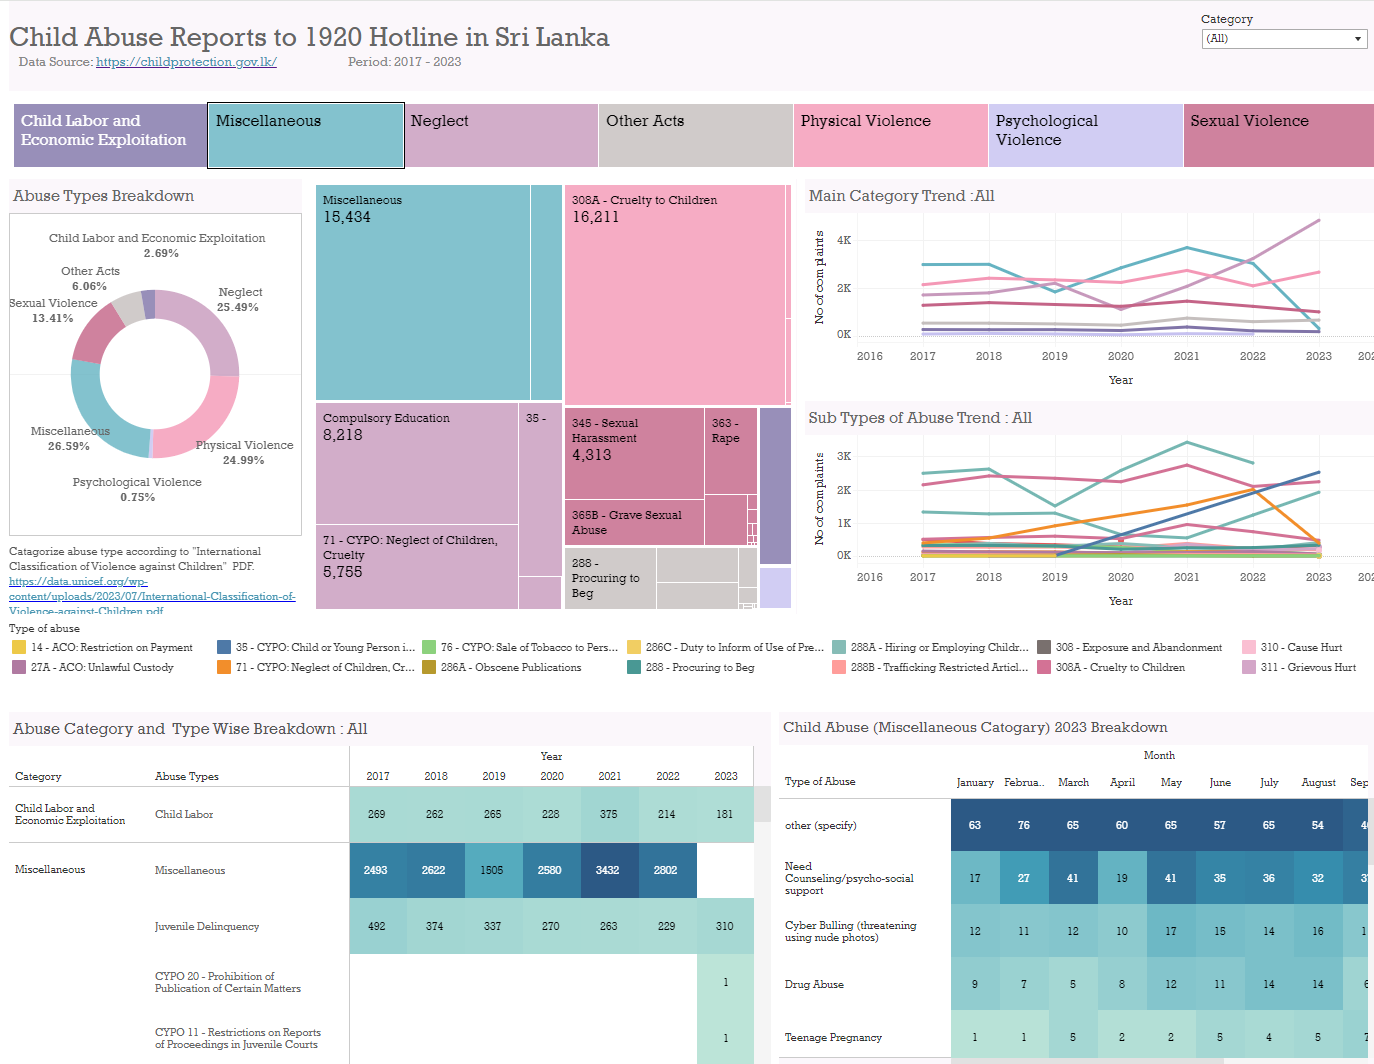 Child Abuse Reports to 1920 Hotline in Sri Lanka
Data Source: https://childprotection.gov.lk/
Period: 2017 - 2023
Category
(All)
Child Labor and
Economic Exploitation
Miscellaneous
Neglect
Other Acts
Physical Violence
Psychological
Violence
Sexual Violence
Abuse Types Breakdown
Child Labor and Economic Exploitation
2.69%
Other Acts
6.06%
Sexual Violence
13.41%
Neglect
25.49%
Miscellaneous
26.59%
Physical Violence
24.99%
Psychological Violence
0.75%
Catagorize abuse type according to "International
Classification of Violence against Children" PDF.
https://data.unicef.org/wp-
content/uploads/2023/07/International-Classification-of-
Violence-against-Children.pdf
Miscellaneous
15,434
308A - Cruelty to Children
16,211
Compulsory Education
8,218
35 -
71 - CYPO: Neglect of Children,
Cruelty
5,755
345 - Sexual
Harassment
4,313
363 -
Rape
365B - Grave Sexual
Abuse
288 -
Procuring to
Beg
Main Category Trend :All
No of complaints
4K
2K
0K
2016 2017 2018 2019 2020 2021 2022 2023 202
Year
Sub Types of Abuse Trend : All
No of complaints
3K
2K
1K
0K
2016 2017 2018 2019 2020 2021 2022 2023 202
Year
Type of abuse
14 - ACO: Restriction on Payment
35 - CYPO: Child or Young Person i...
76 - CYPO: Sale of Tobacco to Pers...
286C - Duty to Inform of Use of Pre...
288A - Hiring or Employing Childr...
308 - Exposure and Abandonment
310 - Cause Hurt
27A - ACO: Unlawful Custody
71 - CYPO: Neglect of Children, Cr...
286A - Obscene Publications
288 - Procuring to Beg
288B - Trafficking Restricted Articl...
308A - Cruelty to Children
311 - Grievous Hurt
Abuse Category and Type Wise Breakdown : All
Year
Category Abuse Types 2017 2018 2019 2020 2021 2022 2023
Child Labor and
Economic Exploitation
Child Labor 269 262 265 228 375 214 181
Miscellaneous Miscellaneous 2493 2622 1505 2580 3432 2802
Juvenile Delinquency 492 374 337 270 263 229 310
CYPO 20 - Prohibition of
Publication of Certain Matters
1
CYPO 11 - Restrictions on Reports
of Proceedings in Juvenile Courts
1
Child Abuse (Miscellaneous Catogary) 2023 Breakdown
Month
Type of Abuse January Februa.. March April May June July August Sep
other (specify) 63 76 65 60 65 57 65 54
Need
Counseling/psycho-social
support
17 27 41 19 41 35 36 32
Cyber Bulling (threatening
using nude photos)
12 11 12 10 17 15 14 16
Drug Abuse 9 7 5 8 12 11 14 14
Teenage Pregnancy 1 1 5 2 2 5 4 5